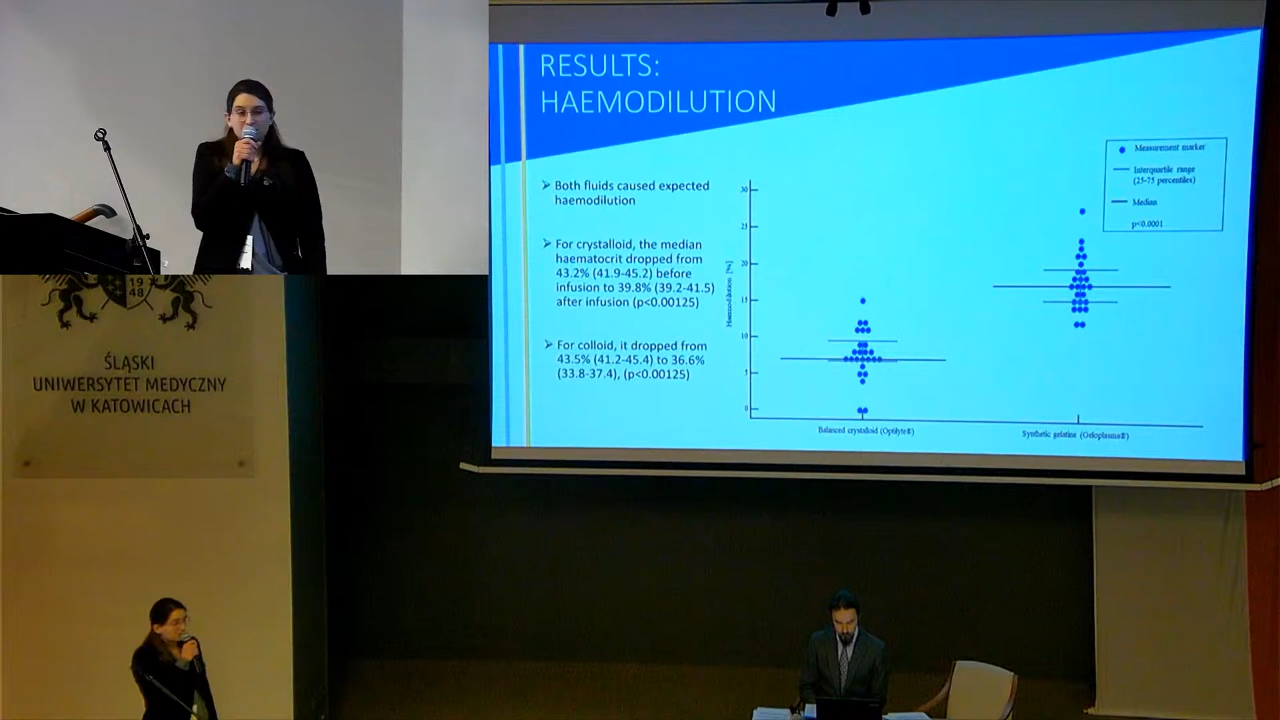 RESULTS:
HAEMODILUTION
➢ Both fluids caused expected
haemodilution
➢ For crystalloid, the median
haematocrit dropped from
43.2% (41.9-45.2) before
infusion to 39.8% (39.2-41.5)
after infusion (p<0.00125)
➢ For colloid, it dropped from
43.5% (41.2-45.4) to 36.6%
(33.8-37.4), (p<0.00125)
Haemodilution [%]
30
25
20
15
10
5
0
Balanced crystalloid (Optilyte®)
Synthetic gelatine (Geloplasma®)
Measurement marker
Interquartile range
(25-75 percentiles)
Median
p<0.0001
19
48
ŚLĄSKI
UNIWERSYTET MEDYCZNY
W KATOWICACH